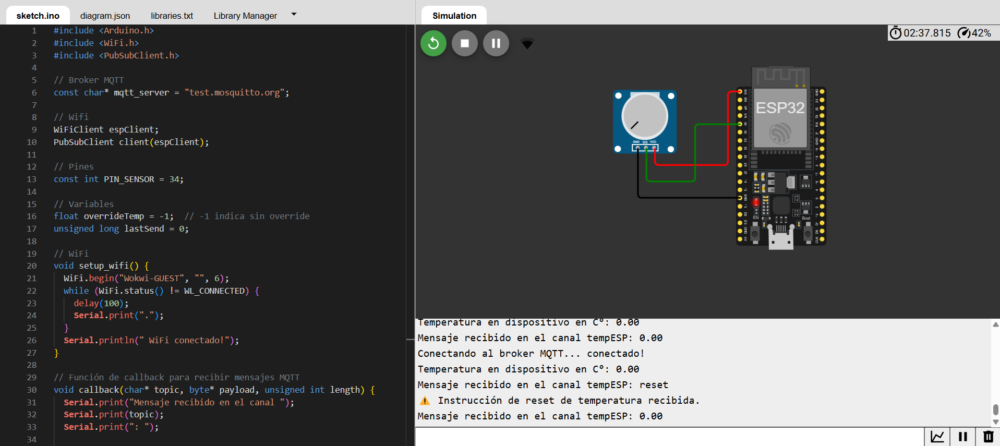 sketch.ino diagram.json libraries.txt Library Manager
1 #include <Arduino.h>
2 #include <WiFi.h>
3 #include <PubSubClient.h>
4
5 // Broker MQTT
6 const char* mqtt_server = "test.mosquitto.org";
7
8 // Wifi
9 WiFiClient espClient;
10 PubSubClient client(espClient);
11
12 // Pines
13 const int PIN_SENSOR = 34;
14
15 // Variables
16 float overrideTemp = -1;  // -1 indica sin override
17 unsigned long lastSend = 0;
18
19 // WiFi
20 void setup_wifi() {
21   WiFi.begin("Wokwi-GUEST", "", 6);
22   while (WiFi.status() != WL_CONNECTED) {
23     delay(100);
24     Serial.print(".");
25   }
26   Serial.println(" WiFi conectado!");
27 }
28
29 // Función de callback para recibir mensajes MQTT
30 void callback(char* topic, byte* payload, unsigned int length) {
31   Serial.print("Mensaje recibido en el canal ");
32   Serial.print(topic);
33   Serial.print(": ");
34
Simulation
02:37.815 42%
GND SIG VCC
ESP32
3V3
EN
VP
VN
34
GND
EN
Boot
Temperatura en dispositivo en C°: 0.00
Mensaje recibido en el canal tempESP: 0.00
Conectando al broker MQTT... conectado!
Temperatura en dispositivo en C°: 0.00
Mensaje recibido en el canal tempESP: reset
⚠ Instrucción de reset de temperatura recibida.
Mensaje recibido en el canal tempESP: 0.00